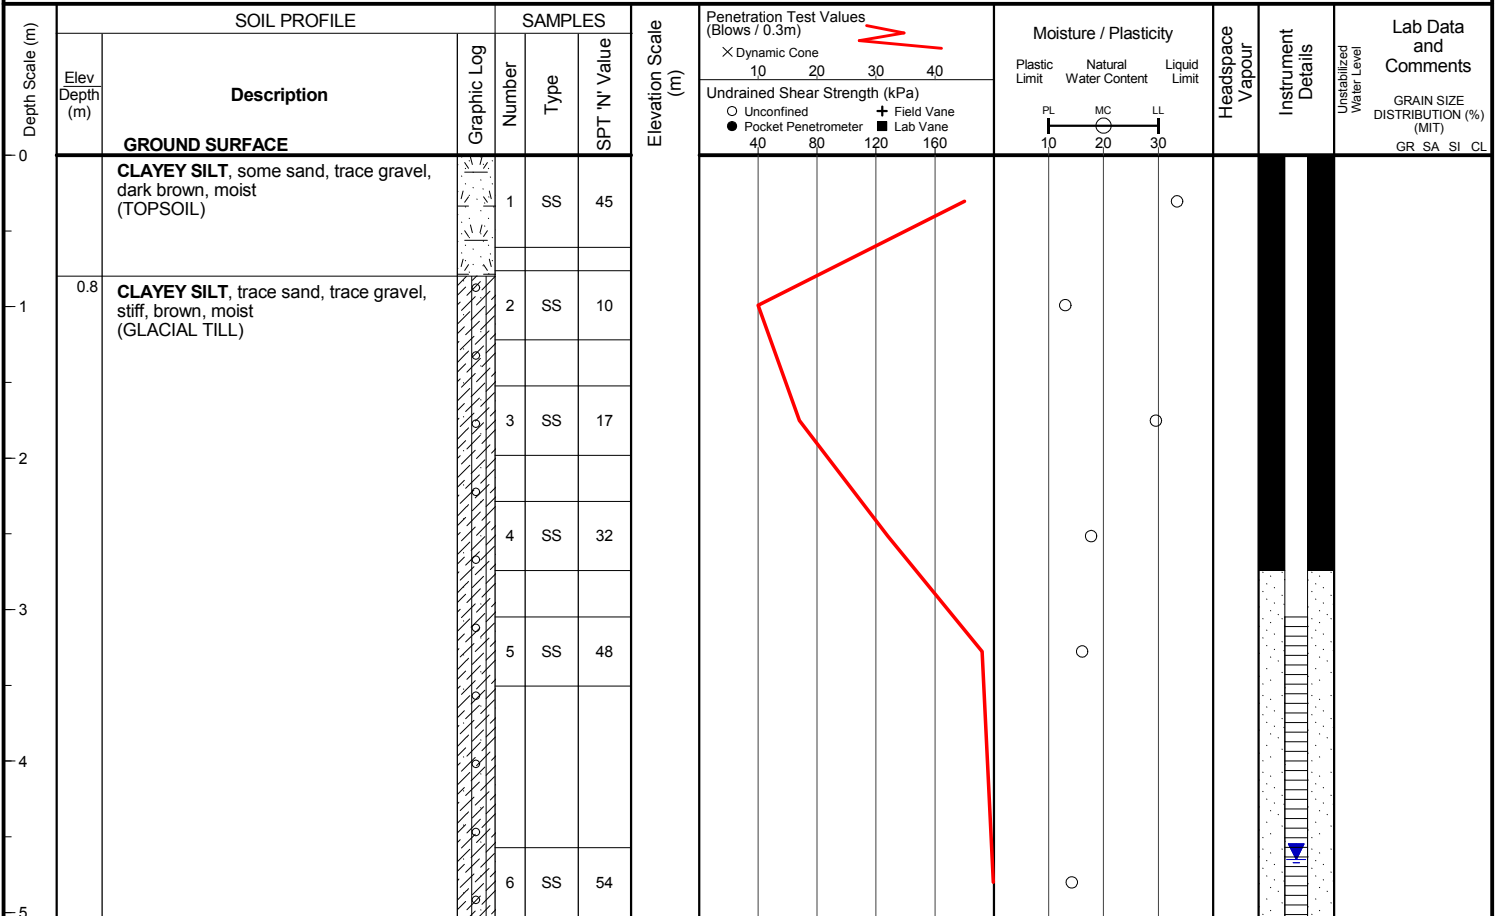 Depth Scale (m)
SOIL PROFILE
Elev
Depth
(m)
Description
GROUND SURFACE
Graphic Log
SAMPLES
Number
Type
SPT 'N' Value
Elevation Scale
(m)
Penetration Test Values
(Blows / 0.3m)
Dynamic Cone
10 20 30 40
Undrained Shear Strength (kPa)
Unconfined Field Vane
Pocket Penetrometer Lab Vane
40 80 120 160
Moisture / Plasticity
Plastic Natural Liquid
Limit Water Content Limit
PL MC LL
10 20 30
Headspace
Vapour
Instrument
Details
Unstabilized
Water Level
Lab Data
and
Comments
GRAIN SIZE
DISTRIBUTION (%)
(MIT)
GR SA SI CL
0
CLAYEY SILT, some sand, trace gravel,
dark brown, moist
(TOPSOIL)
1 SS 45
0.8
CLAYEY SILT, trace sand, trace gravel,
stiff, brown, moist
(GLACIAL TILL)
1
2 SS 10
3 SS 17
2
4 SS 32
3
5 SS 48
4
6 SS 54
5